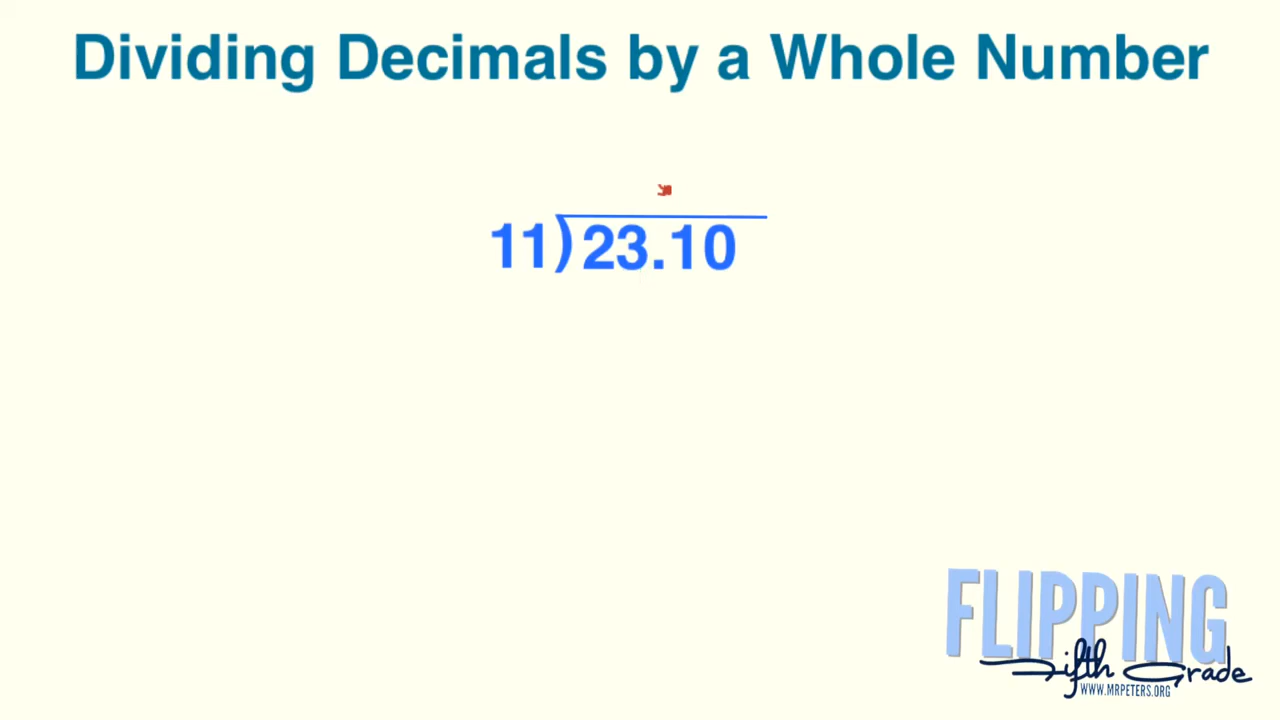 Dividing Decimals by a Whole Number
11)23.10
FLIPPING
Fifth Grade
WWW.MRPETERS.ORG